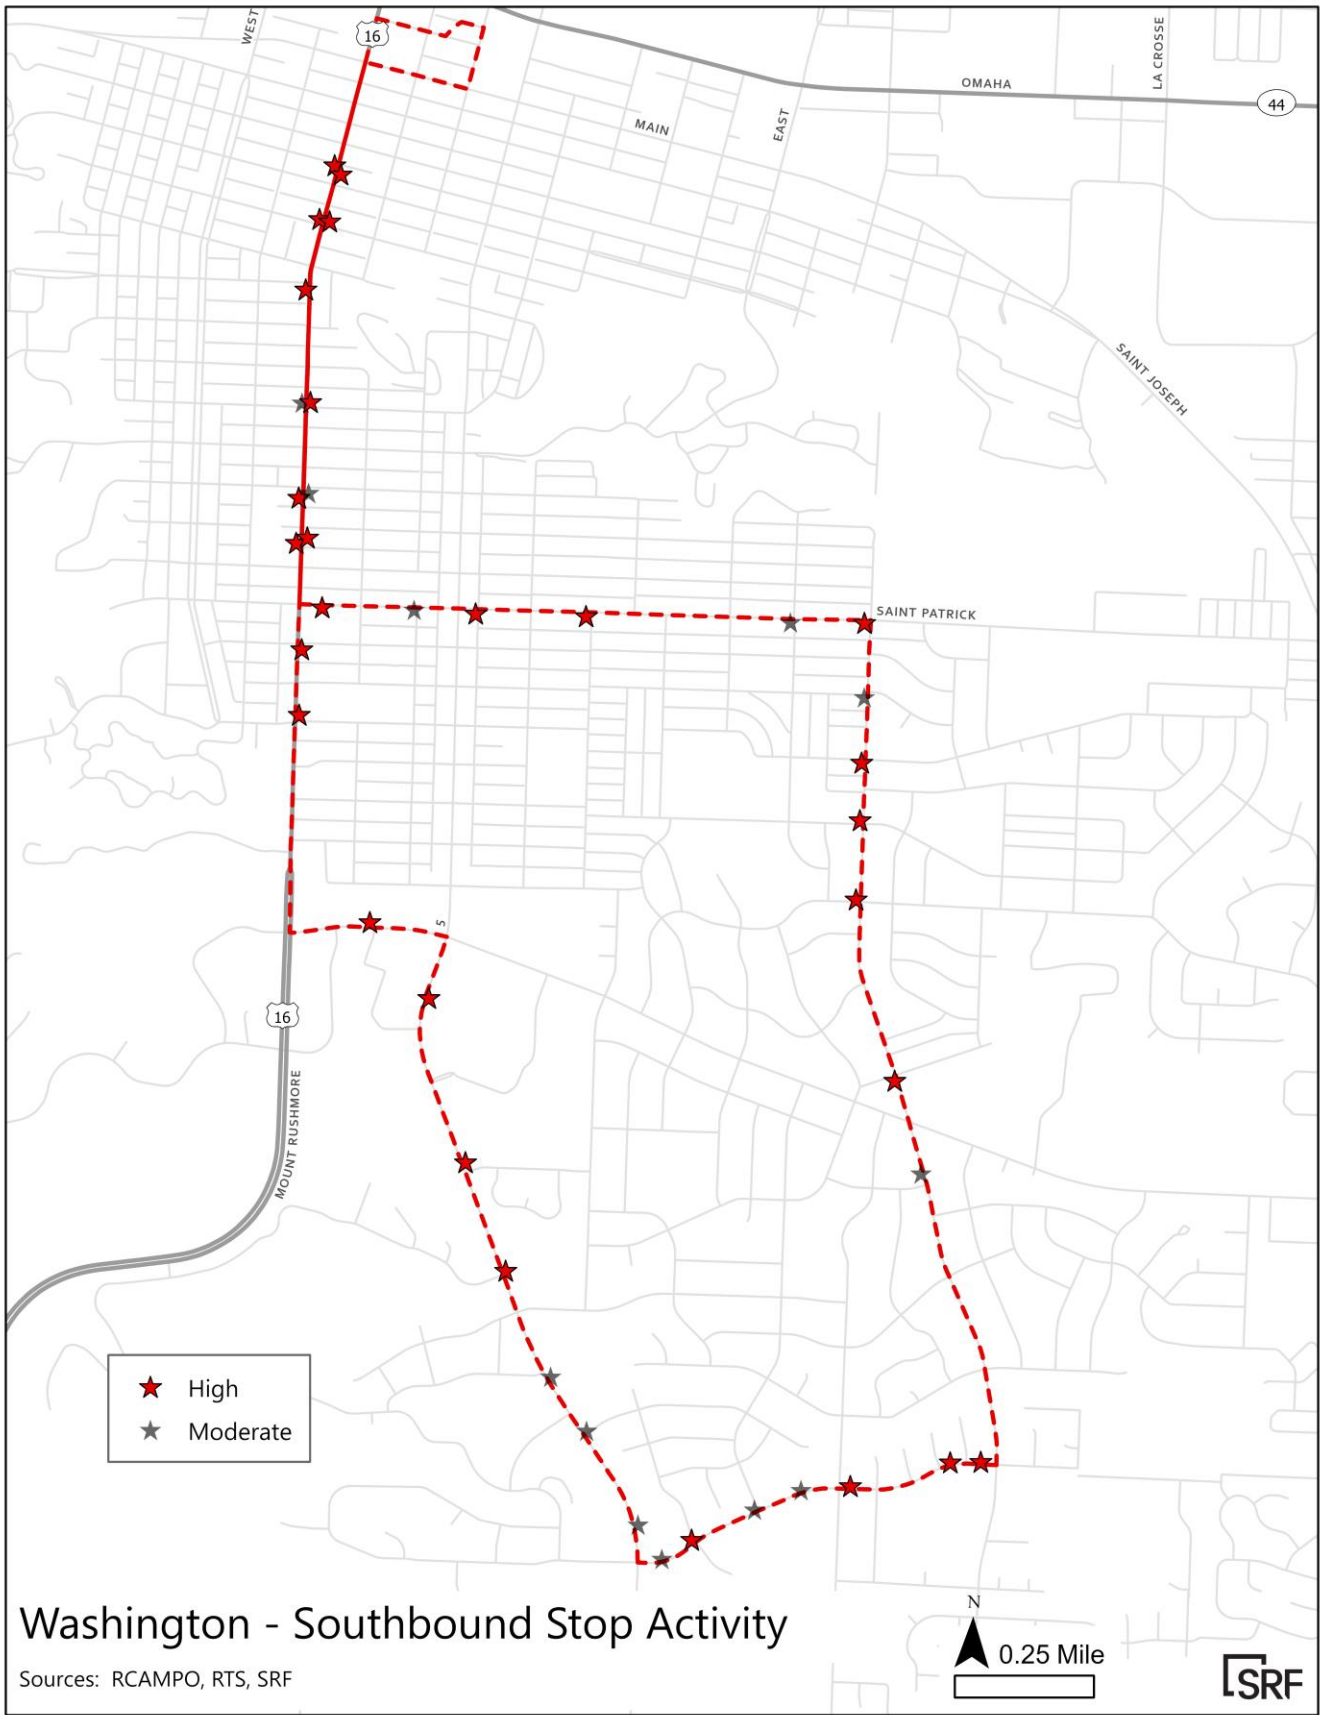 WEST
16
LA CROSSE
OMAHA
44
MAIN
EAST
SAINT JOSEPH
SAINT PATRICK
5
16
MOUNT RUSHMORE
High
Moderate
Washington - Southbound Stop Activity
N
0.25 Mile
Sources: RCAMPO, RTS, SRF
SRF